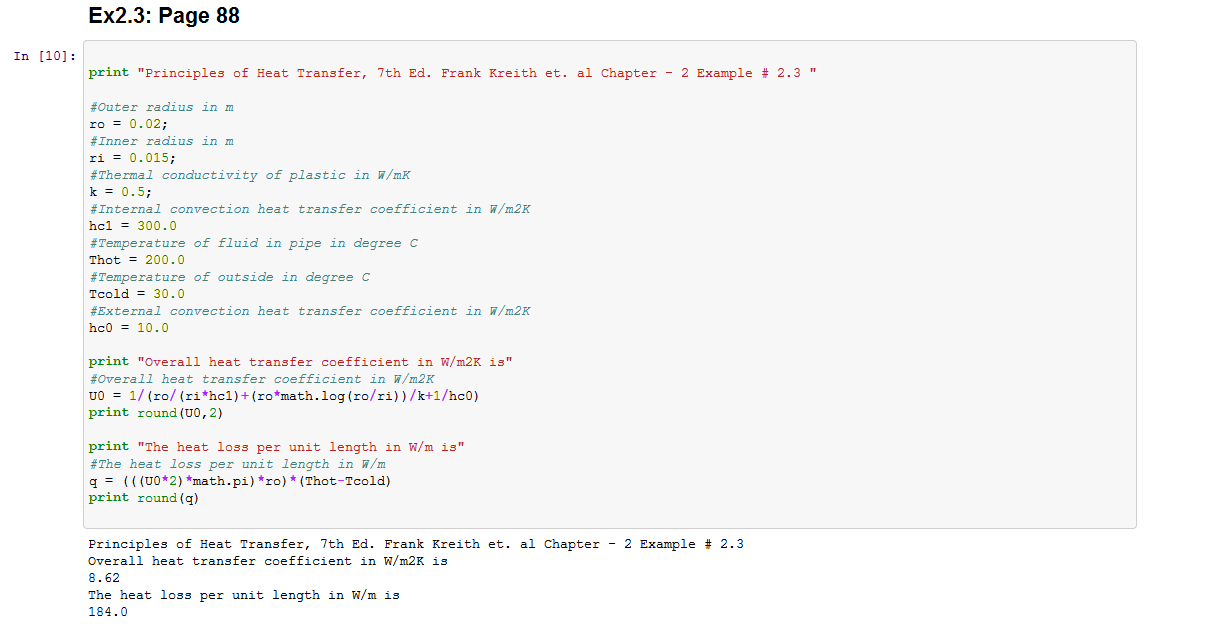 Ex2.3: Page 88
In [10]:
print "Principles of Heat Transfer, 7th Ed. Frank Kreith et. al Chapter - 2 Example # 2.3 "
#Outer radius in m
ro = 0.02;
#Inner radius in m
ri = 0.015;
#Thermal conductivity of plastic in W/mK
k = 0.5;
#Internal convection heat transfer coefficient in W/m2K
hc1 = 300.0
#Temperature of fluid in pipe in degree C
Thot = 200.0
#Temperature of outside in degree C
Tcold = 30.0
#External convection heat transfer coefficient in W/m2K
hc0 = 10.0
print "Overall heat transfer coefficient in W/m2K is"
#Overall heat transfer coefficient in W/m2K
U0 = 1/(ro/(ri*hc1)+(ro*math.log(ro/ri))/k+1/hc0)
print round(U0,2)
print "The heat loss per unit length in W/m is"
#The heat loss per unit length in W/m
q = (((U0*2)*math.pi)*ro)*(Thot-Tcold)
print round(q)
Principles of Heat Transfer, 7th Ed. Frank Kreith et. al Chapter - 2 Example # 2.3
Overall heat transfer coefficient in W/m2K is
8.62
The heat loss per unit length in W/m is
184.0